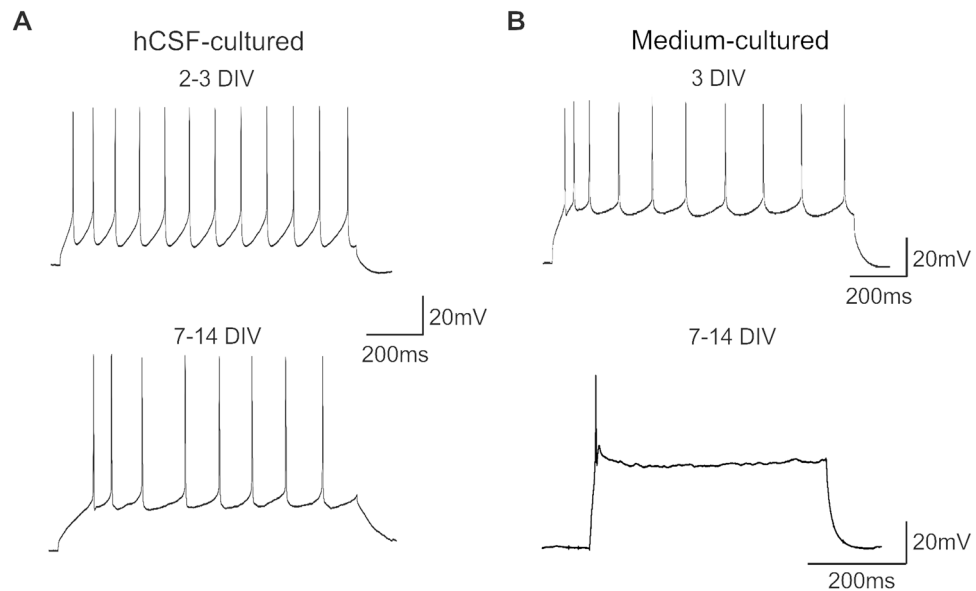 A
hCSF-cultured
2-3 DIV
20mV
200ms
7-14 DIV
B
Medium-cultured
3 DIV
20mV
200ms
7-14 DIV
20mV
200ms